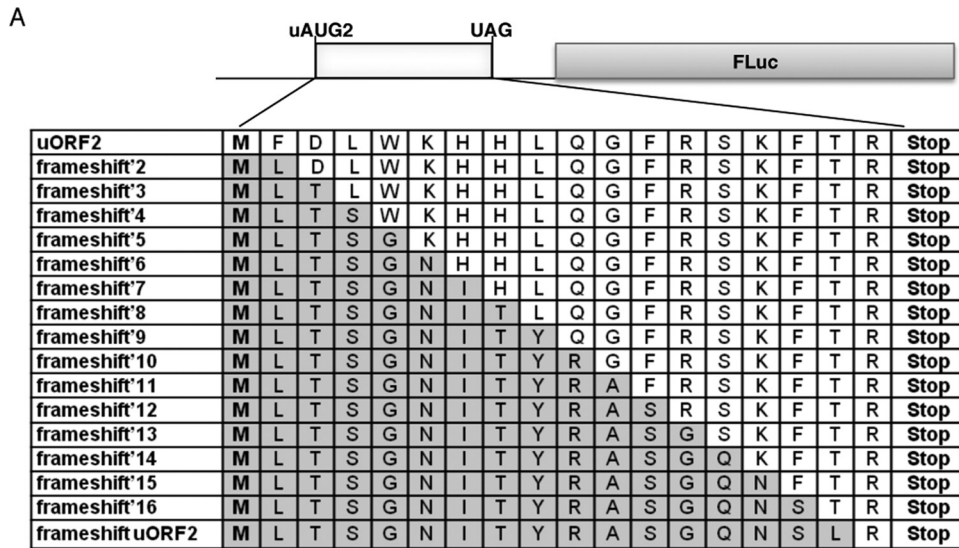 A
uAUG2 UAG
FLuc
uORF2 M F D L W K H H L Q G F R S K F T R Stop
frameshift'2 M L D L W K H H L Q G F R S K F T R Stop
frameshift'3 M L T L W K H H L Q G F R S K F T R Stop
frameshift'4 M L T S W K H H L Q G F R S K F T R Stop
frameshift'5 M L T S G K H H L Q G F R S K F T R Stop
frameshift'6 M L T S G N H H L Q G F R S K F T R Stop
frameshift'7 M L T S G N I H L Q G F R S K F T R Stop
frameshift'8 M L T S G N I T L Q G F R S K F T R Stop
frameshift'9 M L T S G N I T Y Q G F R S K F T R Stop
frameshift'10 M L T S G N I T Y R G F R S K F T R Stop
frameshift'11 M L T S G N I T Y R A F R S K F T R Stop
frameshift'12 M L T S G N I T Y R A S R S K F T R Stop
frameshift'13 M L T S G N I T Y R A S G S K F T R Stop
frameshift'14 M L T S G N I T Y R A S G Q K F T R Stop
frameshift'15 M L T S G N I T Y R A S G Q N F T R Stop
frameshift'16 M L T S G N I T Y R A S G Q N S T R Stop
frameshift uORF2 M L T S G N I T Y R A S G Q N S L R Stop